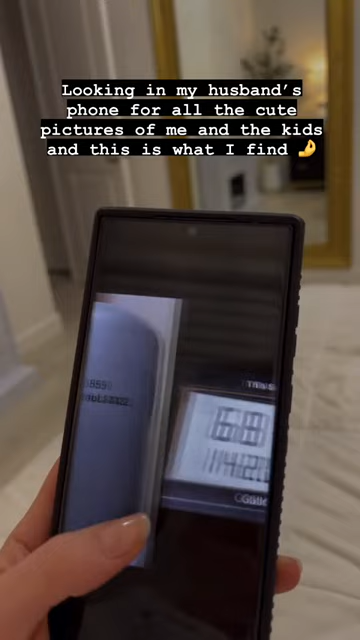 Looking in my husband's
phone for all the cute
pictures of me and the kids
and this is what I find 🤌
68